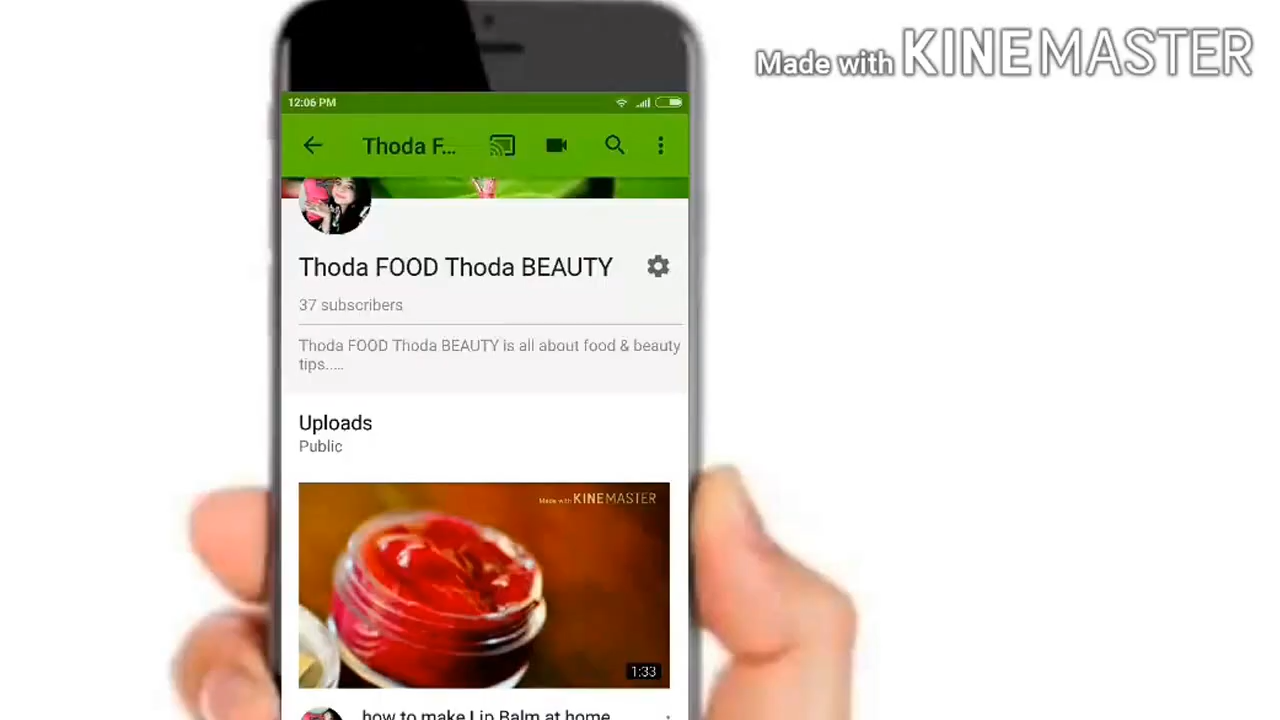 Made with KINEMASTER
12:06 PM
Thoda F...
Thoda FOOD Thoda BEAUTY
37 subscribers
Thoda FOOD Thoda BEAUTY is all about food & beauty
tips.....
Uploads
Public
Made with KINEMASTER
1:33
how to make Lip Balm at home